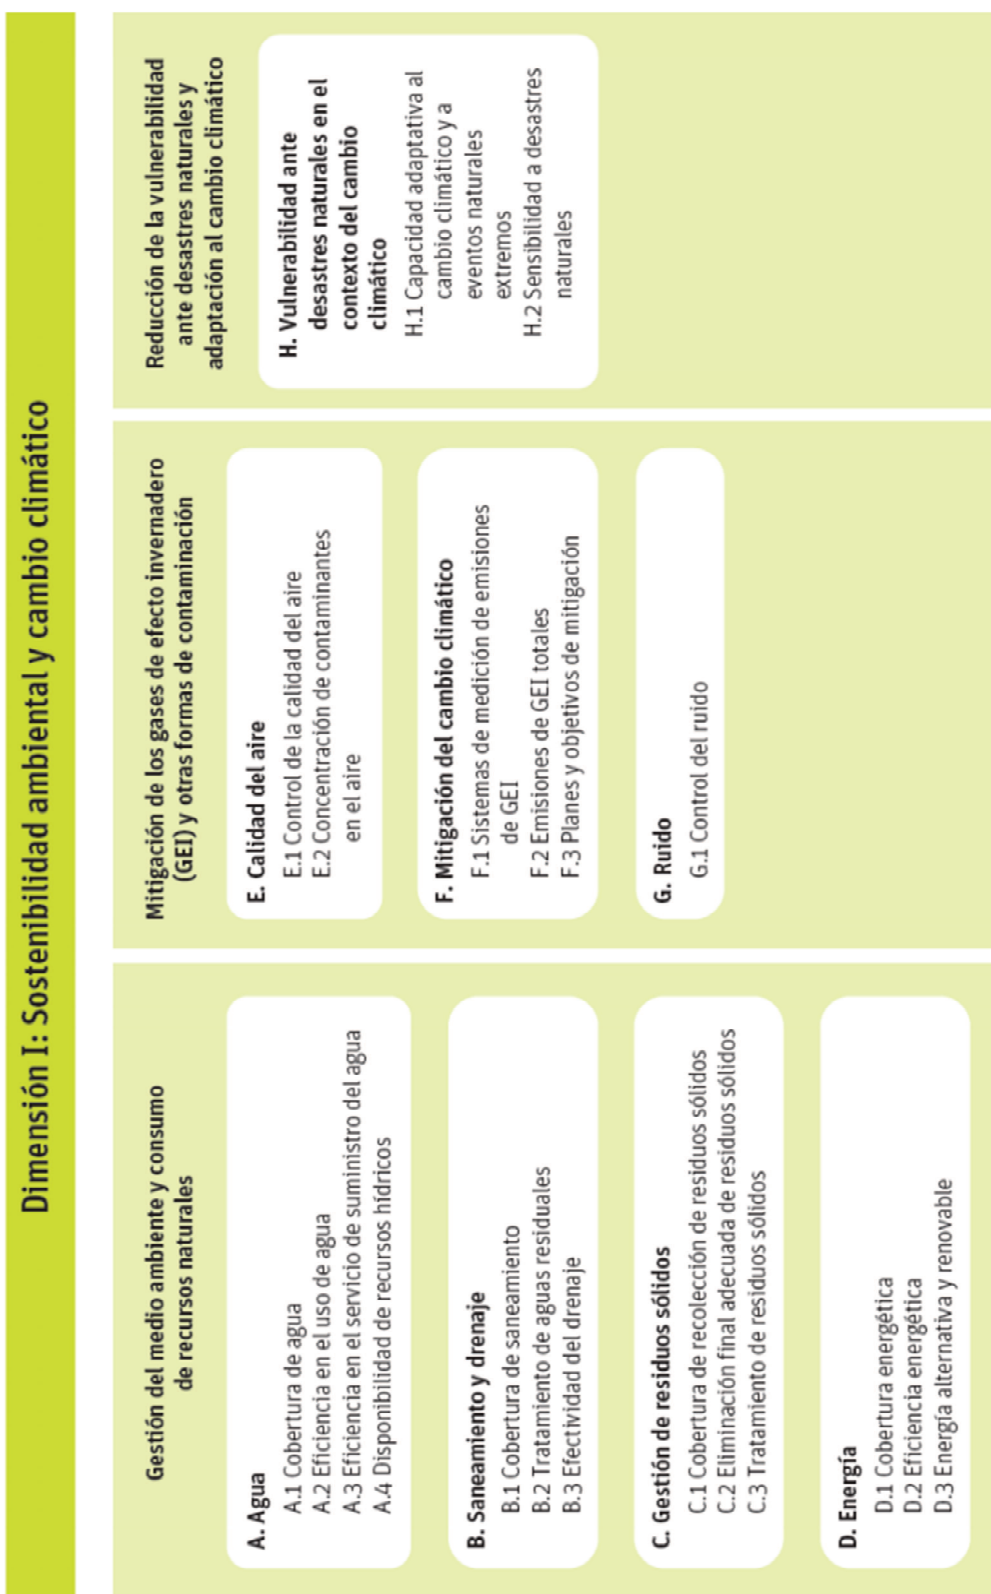 Dimensión I: Sostenibilidad ambiental y cambio climático
Gestión del medio ambiente y consumo
de recursos naturales
A. Agua
A.1 Cobertura de agua
A.2 Eficiencia en el uso de agua
A.3 Eficiencia en el servicio de suministro del agua
A.4 Disponibilidad de recursos hídricos
B. Saneamiento y drenaje
B.1 Cobertura de saneamiento
B.2 Tratamiento de aguas residuales
B.3 Efectividad del drenaje
C. Gestión de residuos sólidos
C.1 Cobertura de recolección de residuos sólidos
C.2 Eliminación final adecuada de residuos sólidos
C.3 Tratamiento de residuos sólidos
D. Energía
D.1 Cobertura energética
D.2 Eficiencia energética
D.3 Energía alternativa y renovable
Mitigación de los gases de efecto invernadero
(GEI) y otras formas de contaminación
E. Calidad del aire
E.1 Control de la calidad del aire
E.2 Concentración de contaminantes
en el aire
F. Mitigación del cambio climático
F.1 Sistemas de medición de emisiones
de GEI
F.2 Emisiones de GEI totales
F.3 Planes y objetivos de mitigación
G. Ruido
G.1 Control del ruido
Reducción de la vulnerabilidad
ante desastres naturales y
adaptación al cambio climático
H. Vulnerabilidad ante
desastres naturales en el
contexto del cambio
climático
H.1 Capacidad adaptativa al
cambio climático y a
eventos naturales
extremos
H.2 Sensibilidad a desastres
naturales